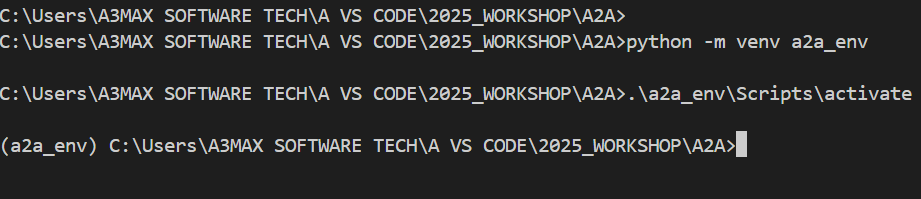 C:\Users\A3MAX SOFTWARE TECH\A VS CODE\2025_WORKSHOP\A2A>
C:\Users\A3MAX SOFTWARE TECH\A VS CODE\2025_WORKSHOP\A2A>python -m venv a2a_env
C:\Users\A3MAX SOFTWARE TECH\A VS CODE\2025_WORKSHOP\A2A>.\a2a_env\Scripts\activate
(a2a_env) C:\Users\A3MAX SOFTWARE TECH\A VS CODE\2025_WORKSHOP\A2A>